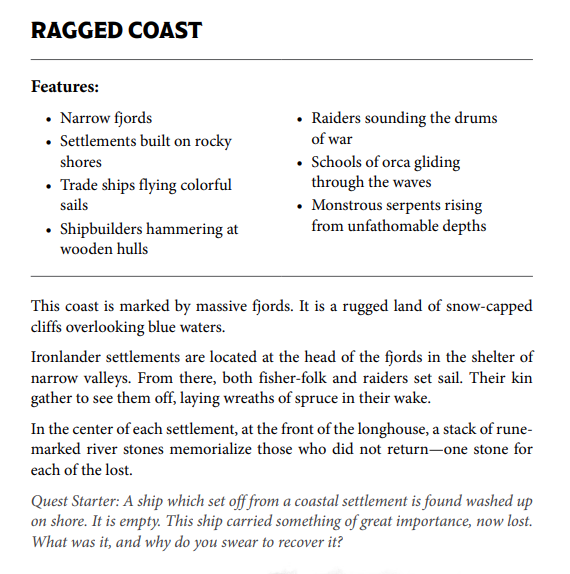 RAGGED COAST
Features:
• Narrow fjords
• Settlements built on rocky
shores
• Trade ships flying colorful
sails
• Shipbuilders hammering at
wooden hulls
• Raiders sounding the drums
of war
• Schools of orca gliding
through the waves
• Monstrous serpents rising
from unfathomable depths
This coast is marked by massive fjords. It is a rugged land of snow-capped
cliffs overlooking blue waters.
Ironlander settlements are located at the head of the fjords in the shelter of
narrow valleys. From there, both fisher-folk and raiders set sail. Their kin
gather to see them off, laying wreaths of spruce in their wake.
In the center of each settlement, at the front of the longhouse, a stack of rune-
marked river stones memorialize those who did not return—one stone for
each of the lost.
Quest Starter: A ship which set off from a coastal settlement is found washed up
on shore. It is empty. This ship carried something of great importance, now lost.
What was it, and why do you swear to recover it?